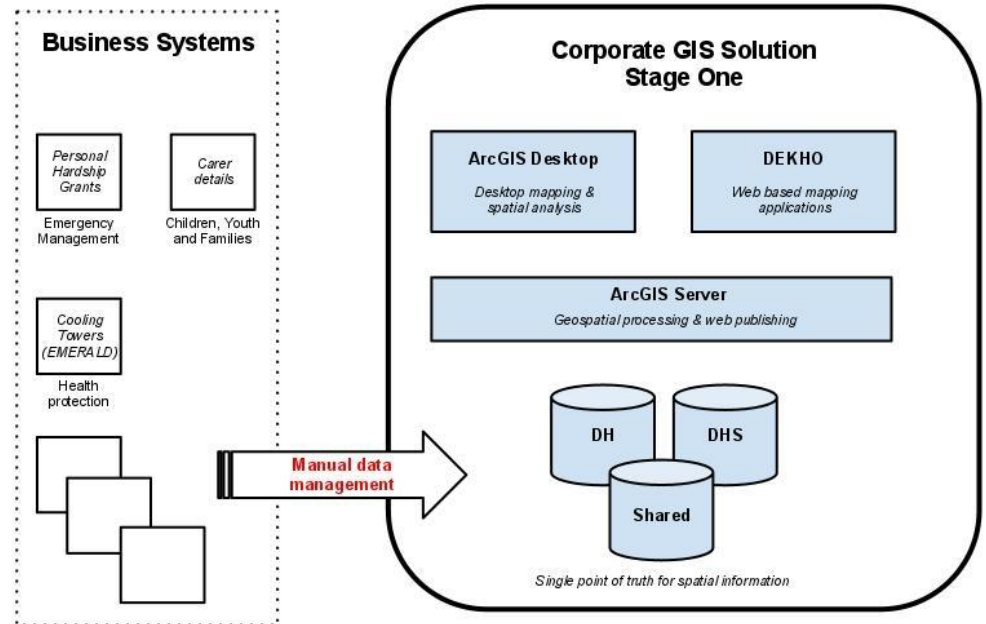 Business Systems
Personal
Hardship
Grants
Emergency
Management
Carer
details
Children, Youth
and Families
Cooling
Towers
(EMERALD)
Health
protection
Manual data
management
Corporate GIS Solution
Stage One
ArcGIS Desktop
Desktop mapping &
spatial analysis
DEKHO
Web based mapping
applications
ArcGIS Server
Geospatial processing & web publishing
DH
DHS
Shared
Single point of truth for spatial information